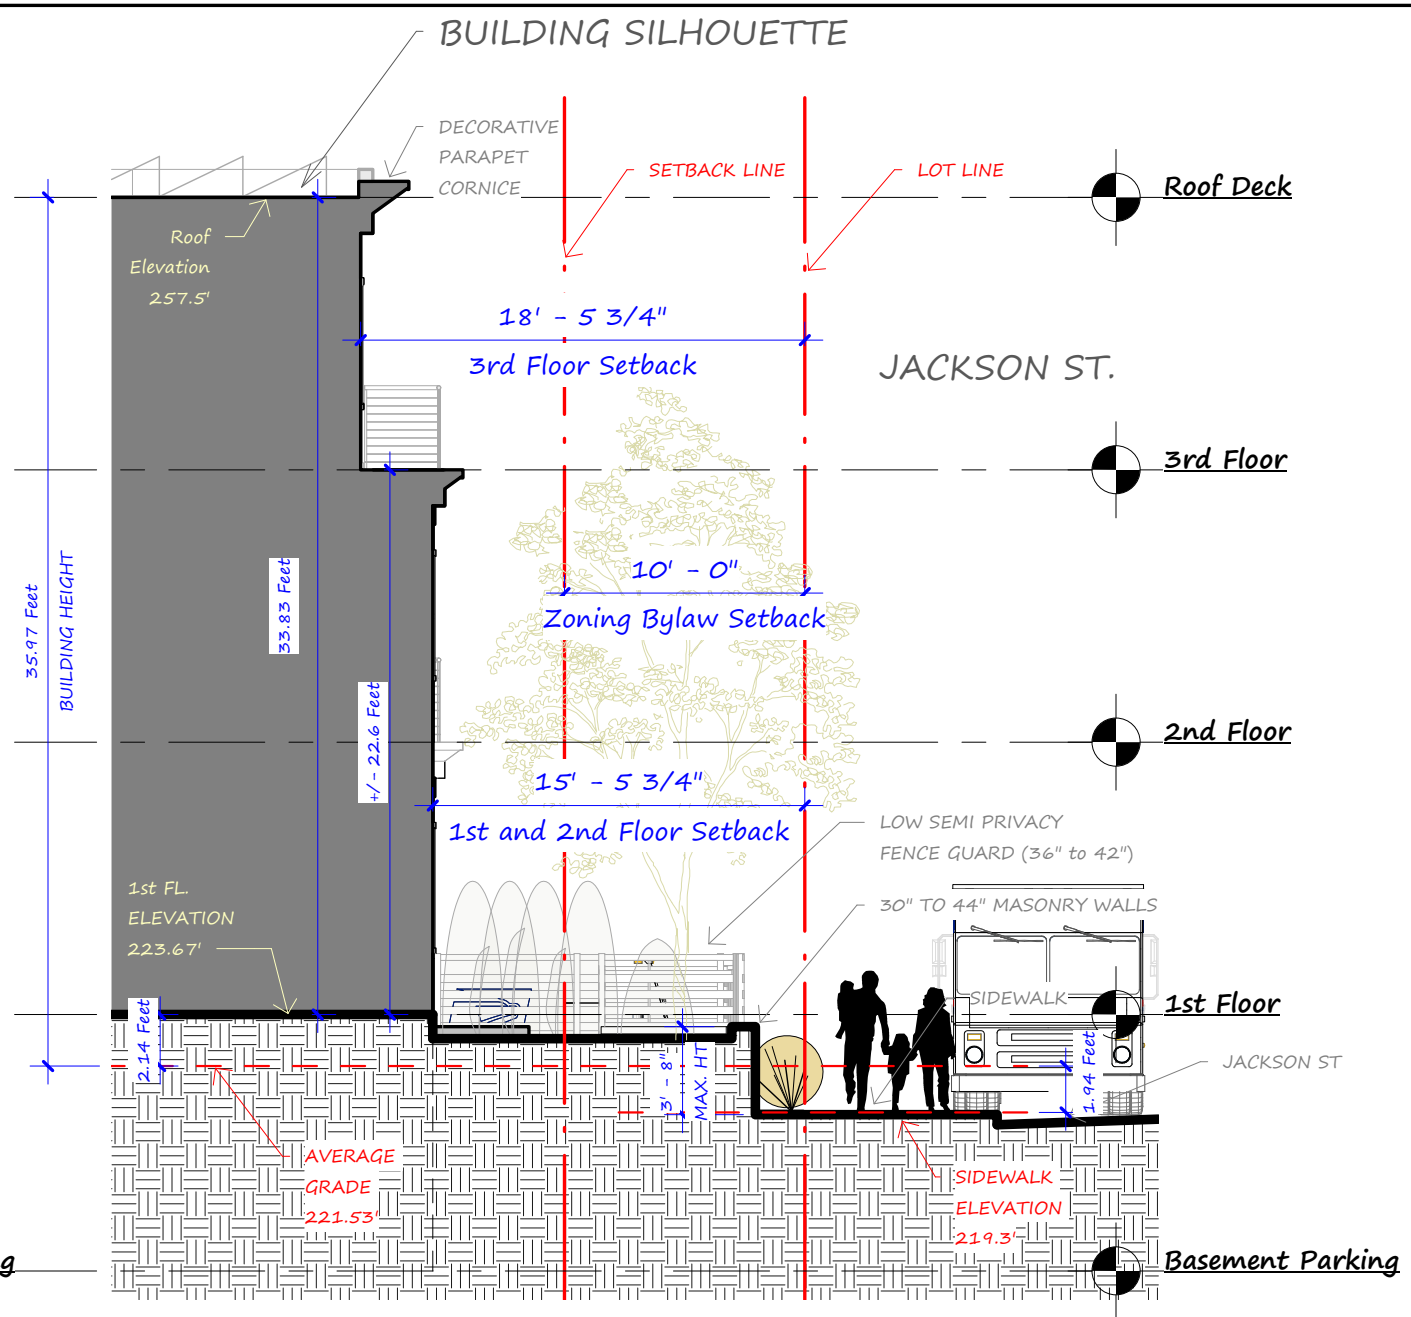 BUILDING SILHOUETTE
DECORATIVE
PARAPET
CORNICE
SETBACK LINE
LOT LINE
Roof Deck
Roof
Elevation
257.5'
18' - 5 3/4"
3rd Floor Setback
JACKSON ST.
3rd Floor
10' - 0"
Zoning Bylaw Setback
35.97 Feet
BUILDING HEIGHT
33.83 Feet
+/- 22.6 Feet
2nd Floor
15' - 5 3/4"
1st and 2nd Floor Setback
LOW SEMI PRIVACY
FENCE GUARD (36" to 42")
30" TO 44" MASONRY WALLS
1st FL.
ELEVATION
223.67'
SIDEWALK
1st Floor
2.14 Feet
3' - 8"
MAX. HT
1.94 Feet
JACKSON ST
AVERAGE
GRADE
221.53'
SIDEWALK
ELEVATION
219.3'
g
Basement Parking